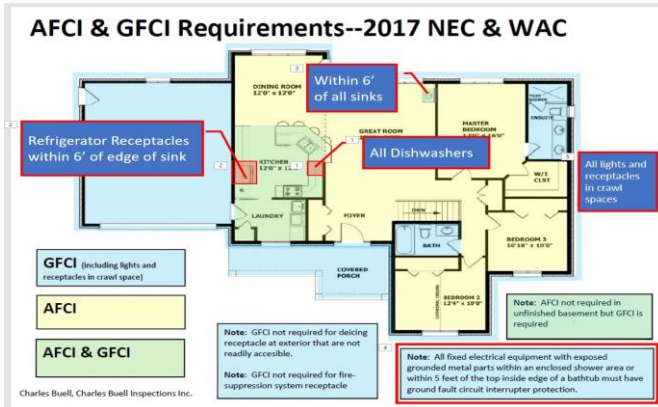 AFCI & GFCI Requirements--2017 NEC & WAC
Within 6’
of all sinks
DINING ROOM
12'0" x 12'0"
GREAT ROOM
MASTER
BEDROOM
ENSUITE
Refrigerator Receptacles
within 6’ of edge of sink
KITCHEN
All Dishwashers
W/T
CLST
All lights and
receptacles
in crawl
spaces
LAUNDRY
FOYER
BATH
BEDROOM 3
COVERED
PORCH
BEDROOM 2
12'4" x 10'0"
GFCI (including lights and
receptacles in crawl space)
AFCI
AFCI & GFCI
Note: GFCI not required for deicing
receptacle at exterior that are not
readily accesible.
Note: GFCI not required for fire-
suppression system receptacle
Note: AFCI not required in
unfinished basement but GFCI is
required
Note: All fixed electrical equipment with exposed
grounded metal parts within an enclosed shower area or
within 5 feet of the top inside edge of a bathtub must have
ground fault circuit interrupter protection.
Charles Buell, Charles Buell Inspections Inc.